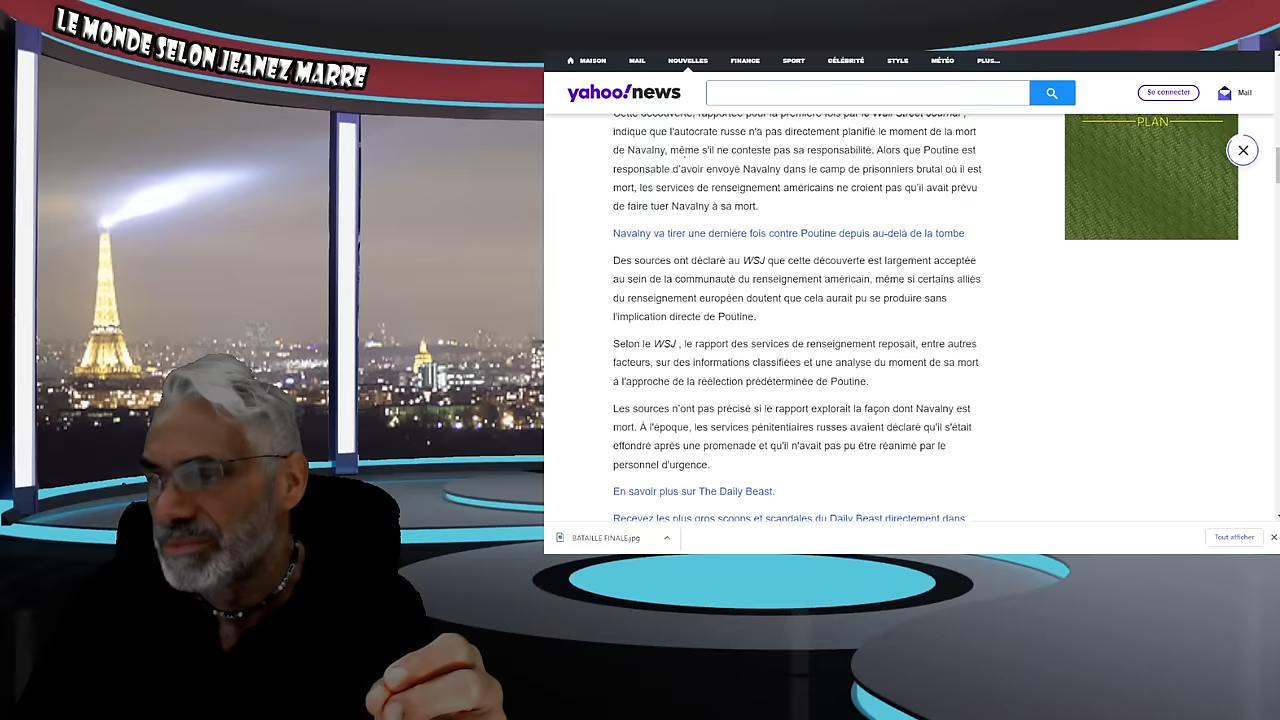 LE MONDE SELON JEANEZ MARRE
MAISON MAIL NOUVELLES FINANCE SPORT CÉLÉBRITÉ STYLE MÉTÉO PLUS...
yahoo!news
Se connecter
Mail
Cette découverte, rapportée pour la première fois par le Wall Street Journal ,
indique que l'autocrate russe n'a pas directement planifié le moment de la mort
de Navalny, même s'il ne conteste pas sa responsabilité. Alors que Poutine est
responsable d'avoir envoyé Navalny dans le camp de prisonniers brutal où il est
mort, les services de renseignement américains ne croient pas qu'il avait prévu
de faire tuer Navalny à sa mort.
Navalny va tirer une dernière fois contre Poutine depuis au-delà de la tombe
Des sources ont déclaré au WSJ que cette découverte est largement acceptée
au sein de la communauté du renseignement américain, même si certains alliés
du renseignement européen doutent que cela aurait pu se produire sans
l'implication directe de Poutine.
Selon le WSJ , le rapport des services de renseignement reposait, entre autres
facteurs, sur des informations classifiées et une analyse du moment de sa mort
à l'approche de la réélection prédéterminée de Poutine.
Les sources n'ont pas précisé si le rapport explorait la façon dont Navalny est
mort. À l'époque, les services pénitentiaires russes avaient déclaré qu'il s'était
effondré après une promenade et qu'il n'avait pas pu être réanimé par le
personnel d'urgence.
En savoir plus sur The Daily Beast.
Recevez les plus gros scoops et scandales du Daily Beast directement dans
PLAN
BATAILLE FINALE.jpg
Tout afficher